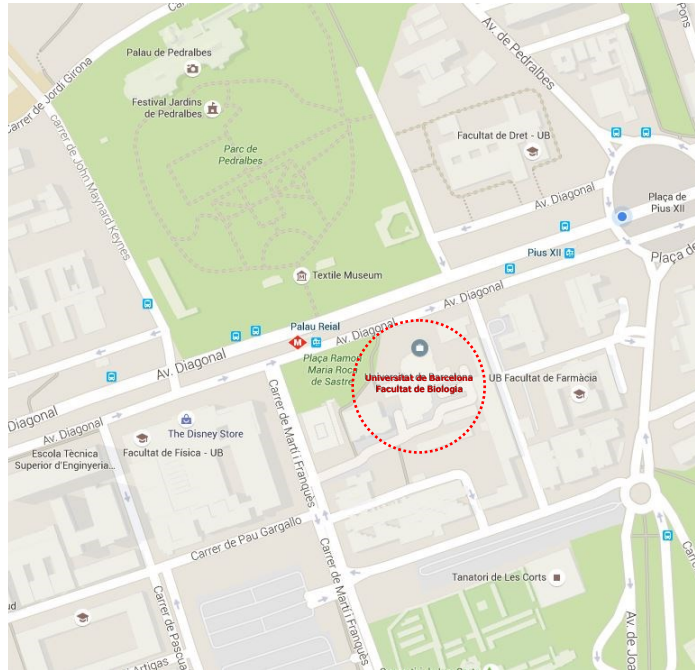 Pons
Av. de Pedralbes
Palau de Pedralbes
Carrer de Jordi Girona
Festival Jardins
de Pedralbes
Carrer de John Maynard Keynes
Parc de
Pedralbes
Facultat de Dret - UB
Av. Diagonal
Plaça de
Pius XII
Pius XII
Plaça de
Textile Museum
Av. Diagonal
Palau Reial
M
Av. Diagonal
Plaça Ramon
Maria Roca
de Sastre
Av. Diagonal
Universitat de Barcelona
Facultat de Biologia
UB Facultat de Farmàcia
Diagonal
Av. Diagonal
The Disney Store
Escola Tècnica
Superior d'Enginyeria...
Facultat de Física - UB
Carrer de Martí i Franquès
Carrer de Pau Gargallo
Carrer de Martí i Franquès
Tanatori de Les Corts
Carrer de Pascua
Av. de Joa
Artigas